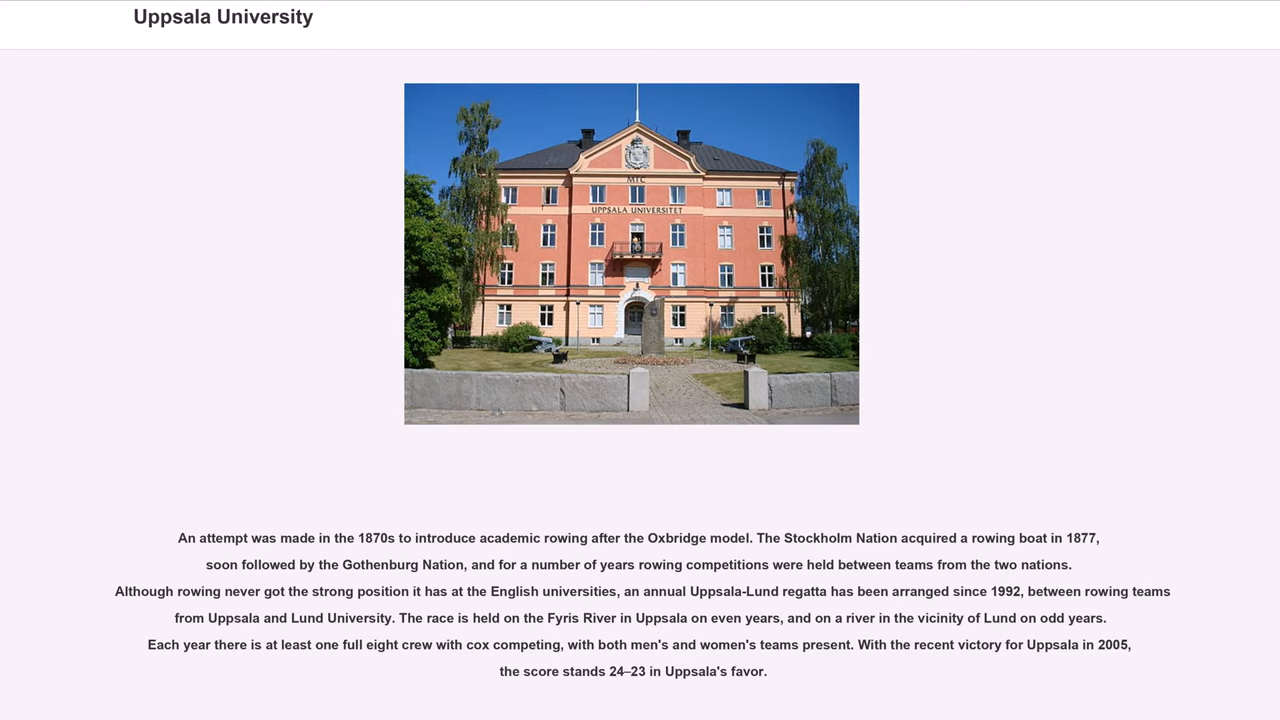 Uppsala University
MTC
UPPSALA UNIVERSITET
An attempt was made in the 1870s to introduce academic rowing after the Oxbridge model. The Stockholm Nation acquired a rowing boat in 1877,
soon followed by the Gothenburg Nation, and for a number of years rowing competitions were held between teams from the two nations.
Although rowing never got the strong position it has at the English universities, an annual Uppsala-Lund regatta has been arranged since 1992, between rowing teams
from Uppsala and Lund University. The race is held on the Fyris River in Uppsala on even years, and on a river in the vicinity of Lund on odd years.
Each year there is at least one full eight crew with cox competing, with both men's and women's teams present. With the recent victory for Uppsala in 2005,
the score stands 24–23 in Uppsala's favor.